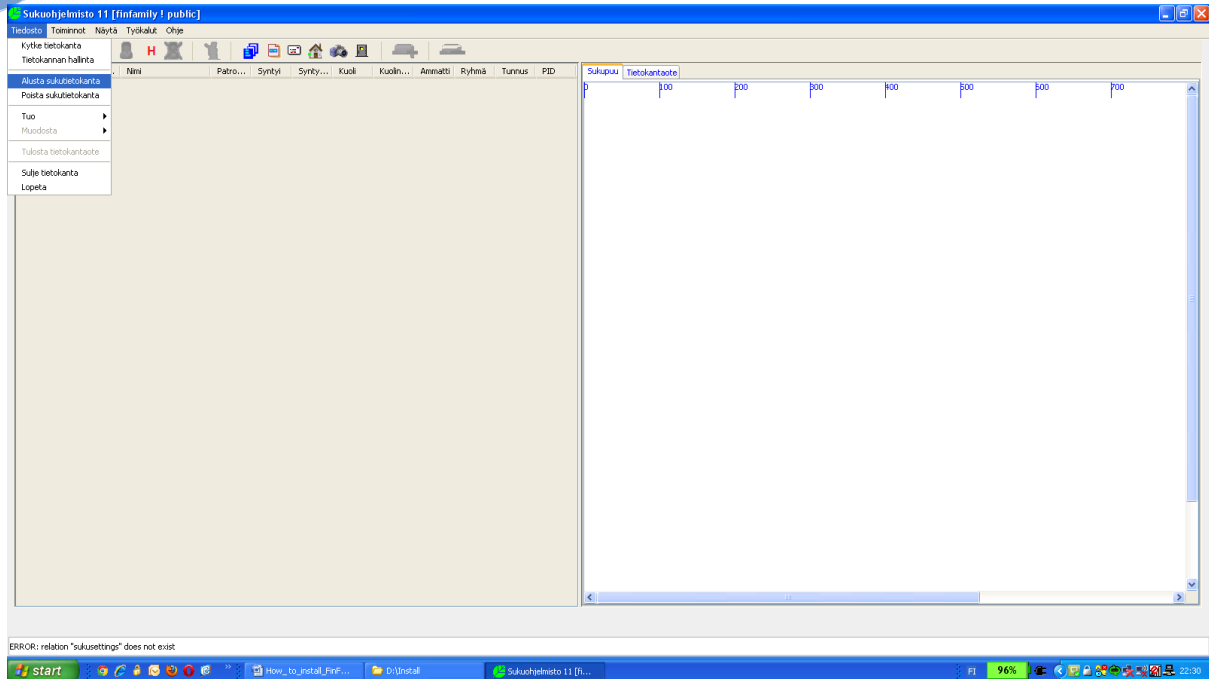 Sukuohjelmisto 11 [finfamily ! public]
Tiedosto Toiminnot Näytä Työkalut Ohje
Kytke tietokanta
Tietokannan hallinta
Alusta sukutietokanta
Poista sukutietokanta
Tuo
Muodosta
Tulosta tietokantaote
Sulje tietokanta
Lopeta
H
. Nimi Patro... Syntyi Synty... Kuoli Kuolin... Ammatti Ryhmä Tunnus PID
Sukupuu Tietokantaote
0 100 200 300 400 500 600 700
ERROR: relation "sukusettings" does not exist
start How_to_install_FinF... D:\Install Sukuohjelmisto 11 [fi... FI 96% 22:30